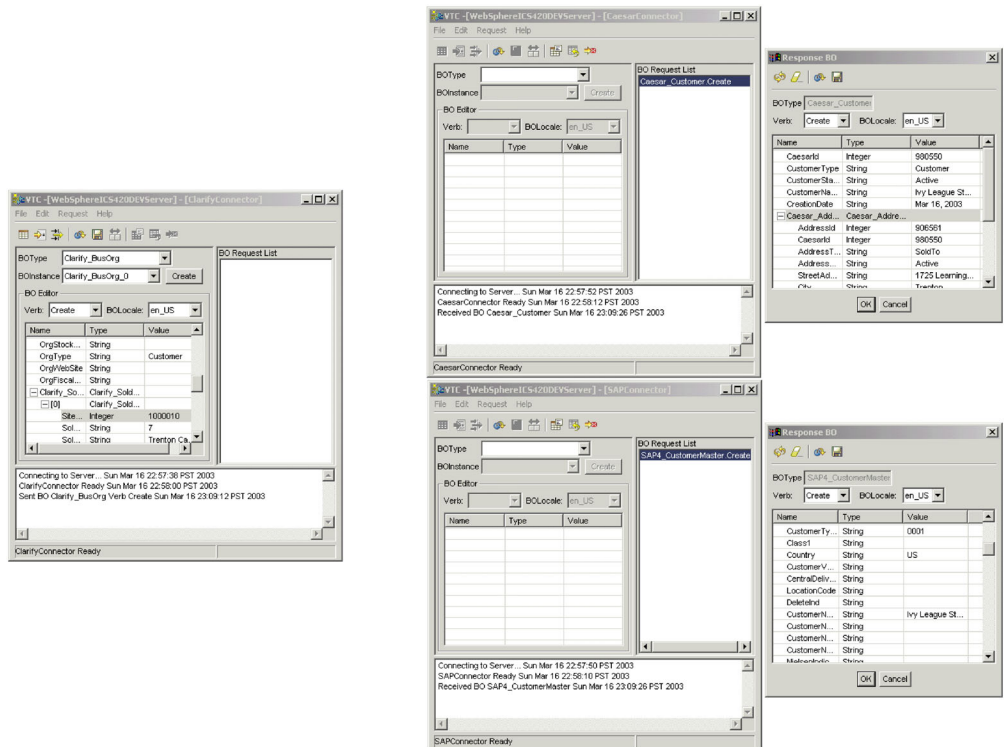 VTC -[WebSphereICS420DEVServer] - [ClarifyConnector]
File Edit Request Help
BOType Clarify_BusOrg
BOInstance Clarify_BusOrg_0 Create
BO Editor
Verb: Create BOLocale: en_US
Name Type Value
OrgStock... String
OrgType String Customer
OrgWebSite String
OrgFiscal... String
Clarify_So... Clarify_Sold...
[0] Clarify_Sold...
Site... Integer 1000010
Sol... String 7
Sol... String Trenton Ca
BO Request List
Connecting to Server... Sun Mar 16 22:57:38 PST 2003
ClarifyConnector Ready Sun Mar 16 22:58:00 PST 2003
Sent BO Clarify_BusOrg Verb Create Sun Mar 16 23:09:12 PST 2003
ClarifyConnector Ready
VTC -[WebSphereICS420DEVServer] - [CaesarConnector]
File Edit Request Help
BOType
BOInstance Create
BO Editor
Verb: BOLocale: en_US
Name Type Value
BO Request List
Caesar_Customer.Create
Connecting to Server... Sun Mar 16 22:57:52 PST 2003
CaesarConnector Ready Sun Mar 16 22:58:12 PST 2003
Received BO Caesar_Customer Sun Mar 16 23:09:26 PST 2003
CaesarConnector Ready
Response BO
BOType Caesar_Customer
Verb: Create BOLocale: en_US
Name Type Value
CaesarId Integer 980550
CustomerType String Customer
CustomerSta... String Active
CustomerNa... String Ivy League St...
CreationDate String Mar 16, 2003
Caesar_Add... Caesar_Addre...
AddressId Integer 906581
CaesarId Integer 980550
AddressT... String SoldTo
Address... String Active
StreetAd... String 1725 Learning...
City String Trenton
OK Cancel
VTC -[WebSphereICS420DEVServer] - [SAPConnector]
File Edit Request Help
BOType
BOInstance Create
BO Editor
Verb: BOLocale: en_US
Name Type Value
BO Request List
SAP4_CustomerMaster Create
Connecting to Server... Sun Mar 16 22:57:50 PST 2003
SAPConnector Ready Sun Mar 16 22:58:10 PST 2003
Received BO SAP4_CustomerMaster Sun Mar 16 23:09:26 PST 2003
SAPConnector Ready
Response BO
BOType SAP4_CustomerMaster
Verb: Create BOLocale: en_US
Name Type Value
CustomerTy... String 0001
Class1 String
Country String US
CustomerV... String
CentralDeliv... String
LocationCode String
DeleteInd String
CustomerN... String Ivy League St...
CustomerN... String
CustomerN... String
CustomerN... String
NielsenIndic... String
OK Cancel